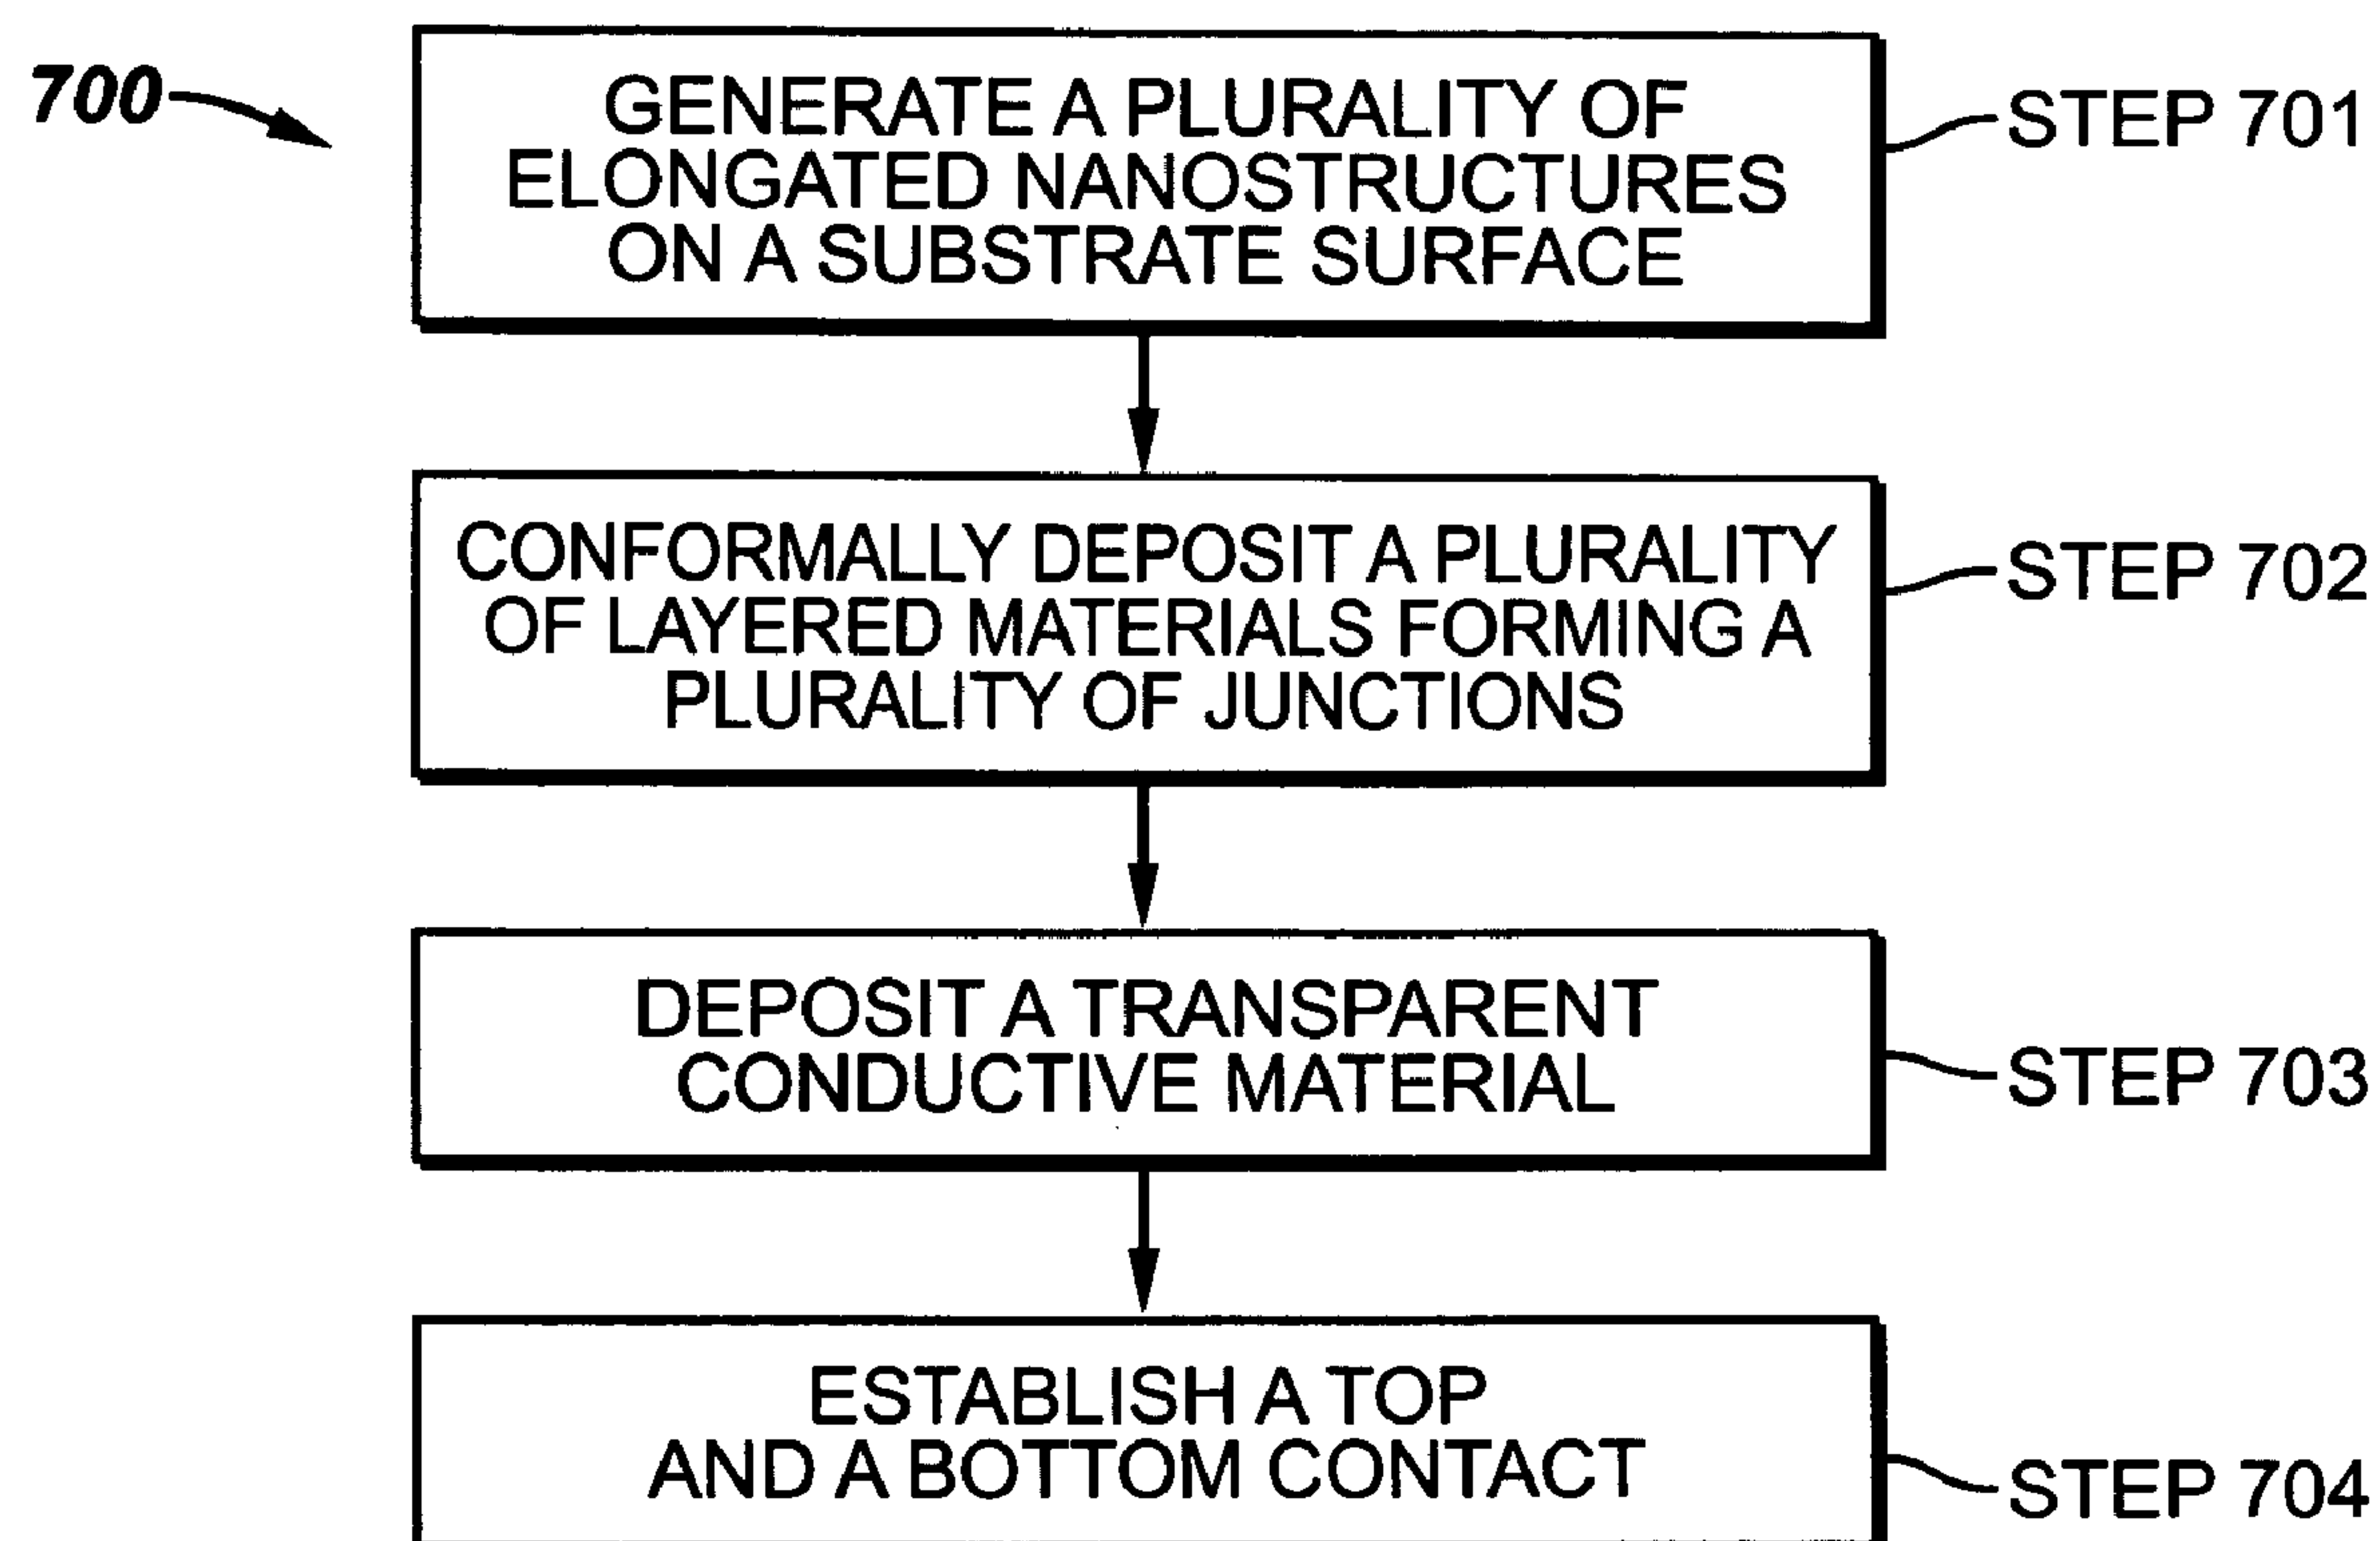 700
GENERATE A PLURALITY OF
ELONGATED NANOSTRUCTURES
ON A SUBSTRATE SURFACE
STEP 701
CONFORMALLY DEPOSIT A PLURALITY
OF LAYERED MATERIALS FORMING A
PLURALITY OF JUNCTIONS
STEP 702
DEPOSIT A TRANSPARENT
CONDUCTIVE MATERIAL
STEP 703
ESTABLISH A TOP
AND A BOTTOM CONTACT
STEP 704